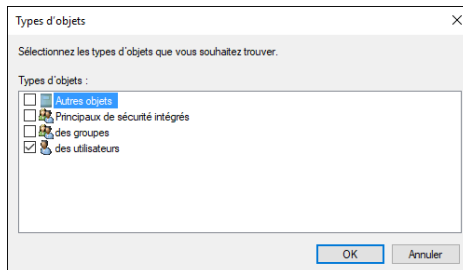 Types d'objets
Sélectionnez les types d'objets que vous souhaitez trouver.
Types d'objets :
Autres objets
Principaux de sécurité intégrés
des groupes
des utilisateurs
OK Annuler